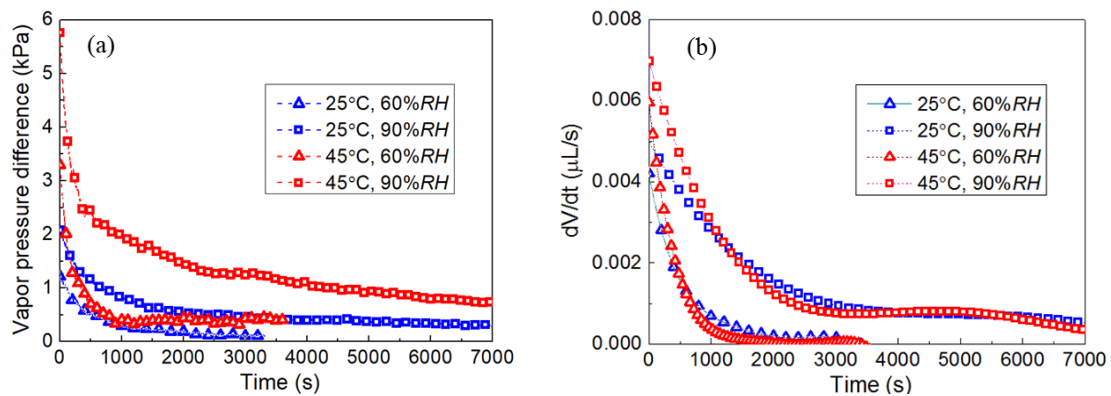 (a)
Vapor pressure difference (kPa)
6
5
4
3
2
1
0
25°C, 60%RH
25°C, 90%RH
45°C, 60%RH
45°C, 90%RH
0 1000 2000 3000 4000 5000 6000 7000
Time (s)
(b)
dV/dt (μL/s)
0.008
0.006
0.004
0.002
0.000
25°C, 60%RH
25°C, 90%RH
45°C, 60%RH
45°C, 90%RH
0 1000 2000 3000 4000 5000 6000 7000
Time (s)